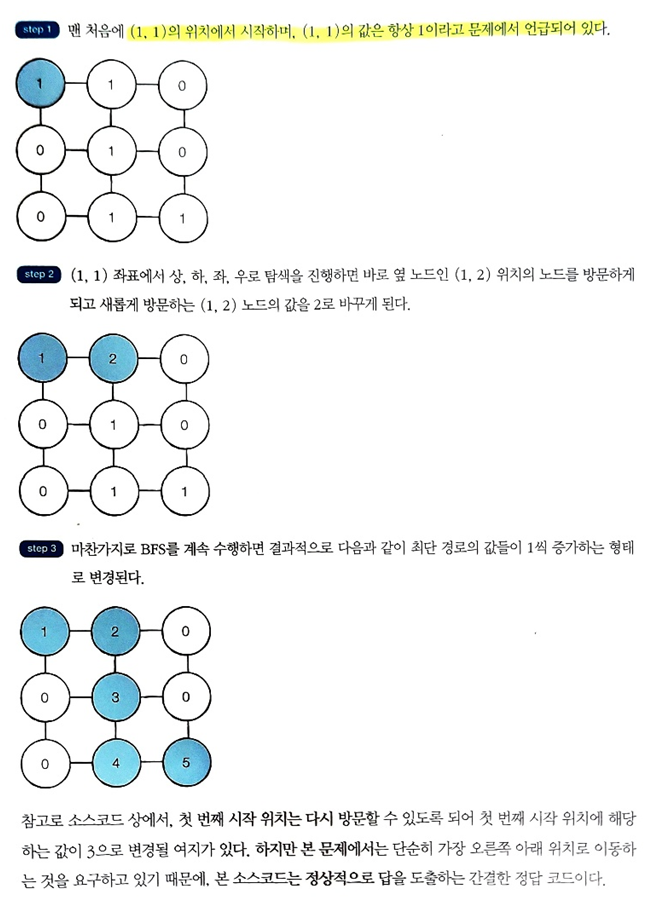 step 1 맨 처음에 (1, 1)의 위치에서 시작하며, (1, 1)의 값은 항상 1이라고 문제에서 언급되어 있다.
1 1 0
0 1 0
0 1 1
step 2 (1, 1) 좌표에서 상, 하, 좌, 우로 탐색을 진행하면 바로 옆 노드인 (1, 2) 위치의 노드를 방문하게
되고 새롭게 방문하는 (1, 2) 노드의 값을 2로 바꾸게 된다.
1 2 0
0 1 0
0 1 1
step 3 마찬가지로 BFS를 계속 수행하면 결과적으로 다음과 같이 최단 경로의 값들이 1씩 증가하는 형태
로 변경된다.
1 2 0
0 3 0
0 4 5
참고로 소스코드 상에서, 첫 번째 시작 위치는 다시 방문할 수 있도록 되어 첫 번째 시작 위치에 해당
하는 값이 3으로 변경될 여지가 있다. 하지만 본 문제에서는 단순히 가장 오른쪽 아래 위치로 이동하
는 것을 요구하고 있기 때문에, 본 소스코드는 정상적으로 답을 도출하는 간결한 정답 코드이다.